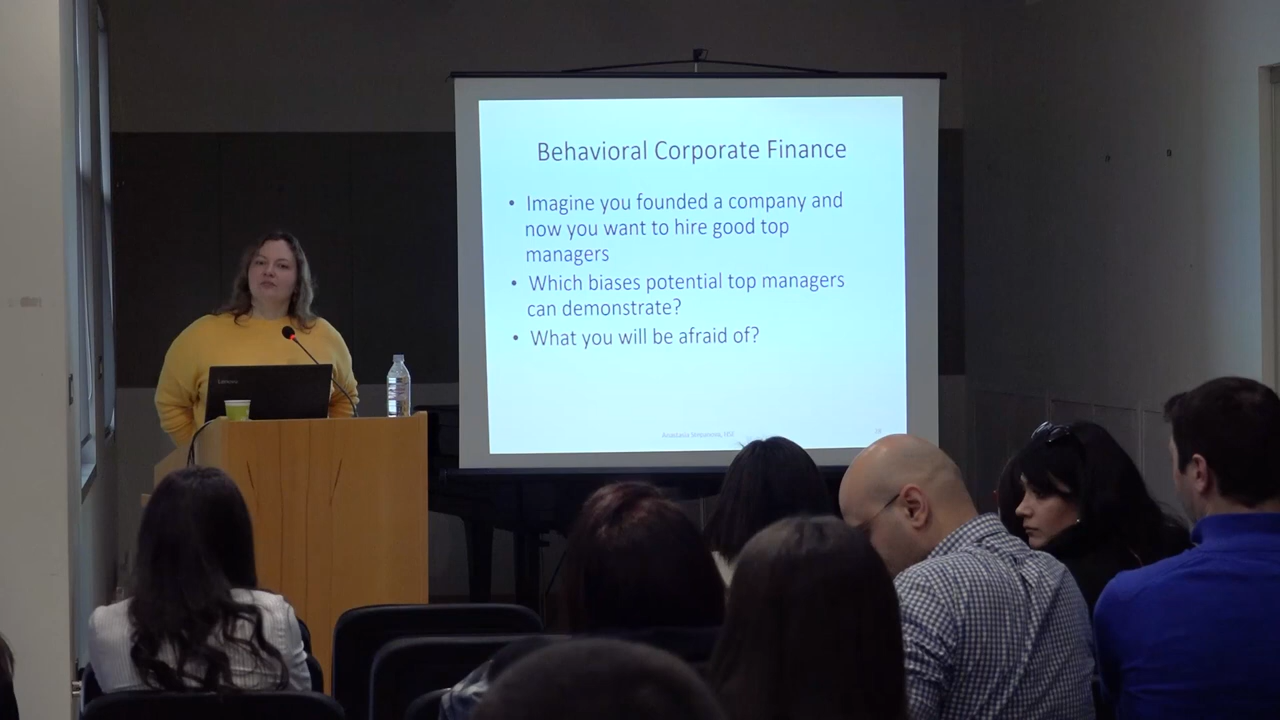 Behavioral Corporate Finance
• Imagine you founded a company and
now you want to hire good top
managers
• Which biases potential top managers
can demonstrate?
• What you will be afraid of?
Lenovo